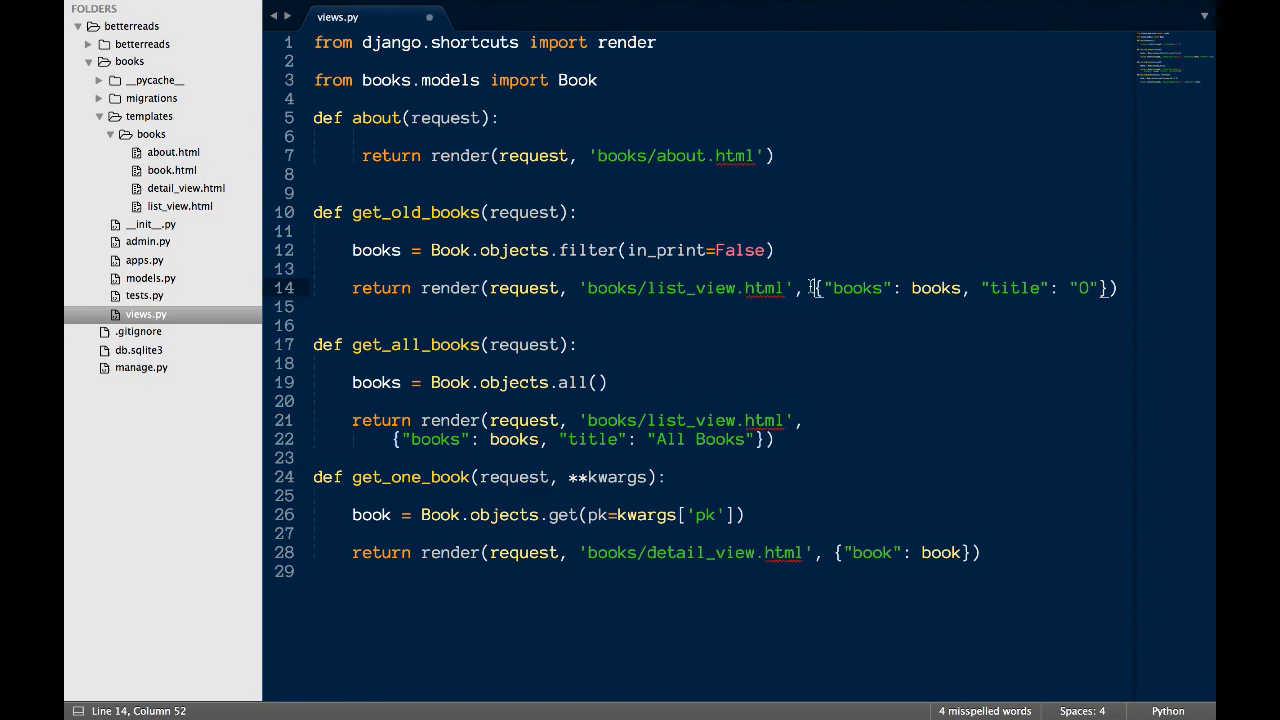 FOLDERS
betterreads
betterreads
books
__pycache__
migrations
templates
books
about.html
book.html
detail_view.html
list_view.html
__init__.py
admin.py
apps.py
models.py
tests.py
views.py
.gitignore
db.sqlite3
manage.py
views.py
1 from django.shortcuts import render
2
3 from books.models import Book
4
5 def about(request):
6
7 return render(request, 'books/about.html')
8
9
10 def get_old_books(request):
11
12 books = Book.objects.filter(in_print=False)
13
14 return render(request, 'books/list_view.html', {"books": books, "title": "O"})
15
16
17 def get_all_books(request):
18
19 books = Book.objects.all()
20
21 return render(request, 'books/list_view.html',
22 {"books": books, "title": "All Books"})
23
24 def get_one_book(request, **kwargs):
25
26 book = Book.objects.get(pk=kwargs['pk'])
27
28 return render(request, 'books/detail_view.html', {"book": book})
29
Line 14, Column 52
4 misspelled words
Spaces: 4
Python